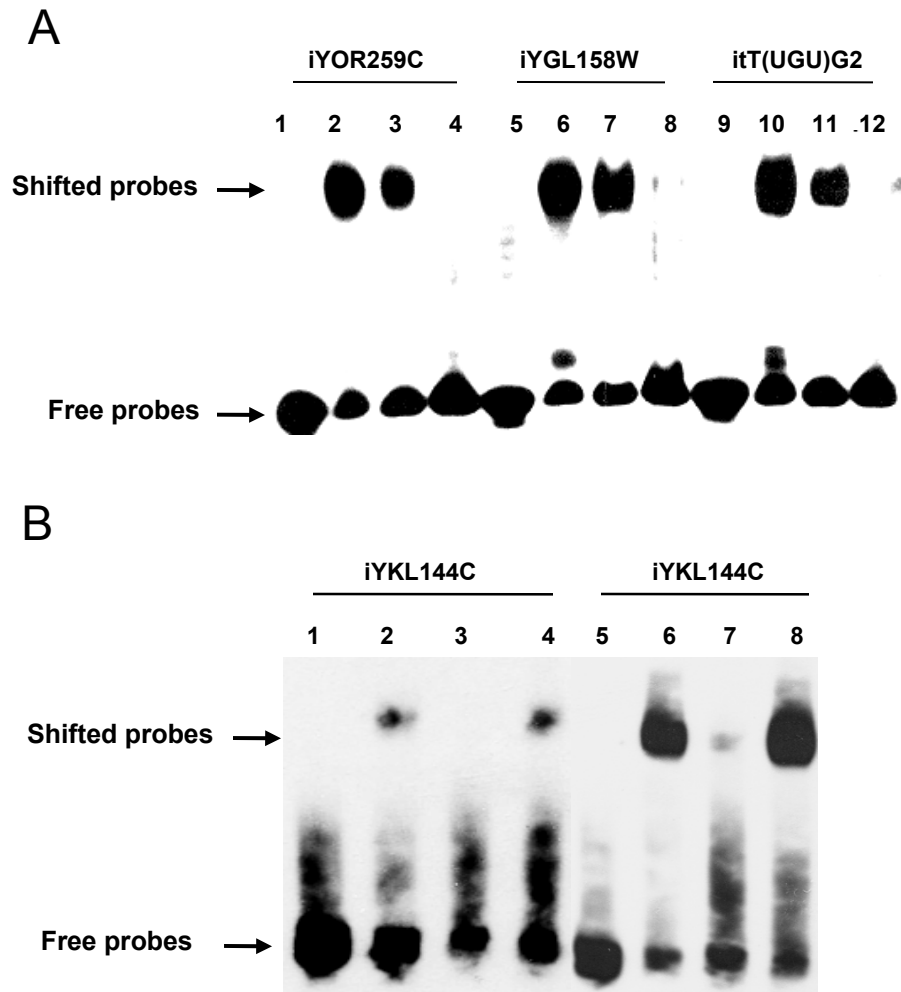 A
iYOR259C iYGL158W itT(UGU)G2
1 2 3 4 5 6 7 8 9 10 11 .12
Shifted probes
Free probes
B
iYKL144C iYKL144C
1 2 3 4 5 6 7 8
Shifted probes
Free probes